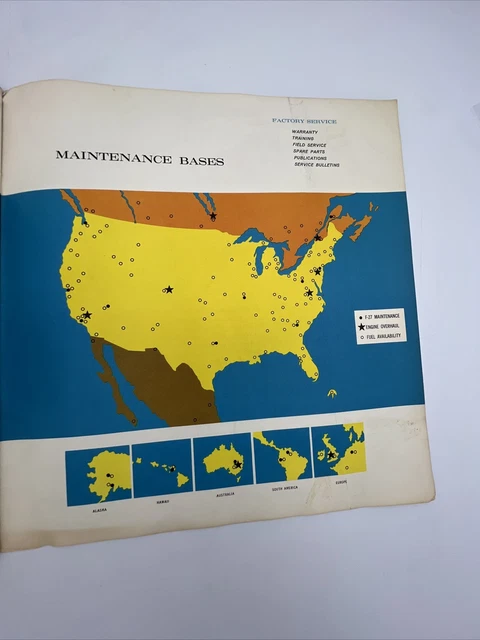 FACTORY SERVICE
WARRANTY
TRAINING
FIELD SERVICE
SPARE PARTS
PUBLICATIONS
SERVICE BULLETINS
MAINTENANCE BASES
F-27 MAINTENANCE
ENGINE OVERHAUL
FUEL AVAILABILITY
ALASKA
HAWAII
AUSTRALIA
SOUTH AMERICA
EUROPE